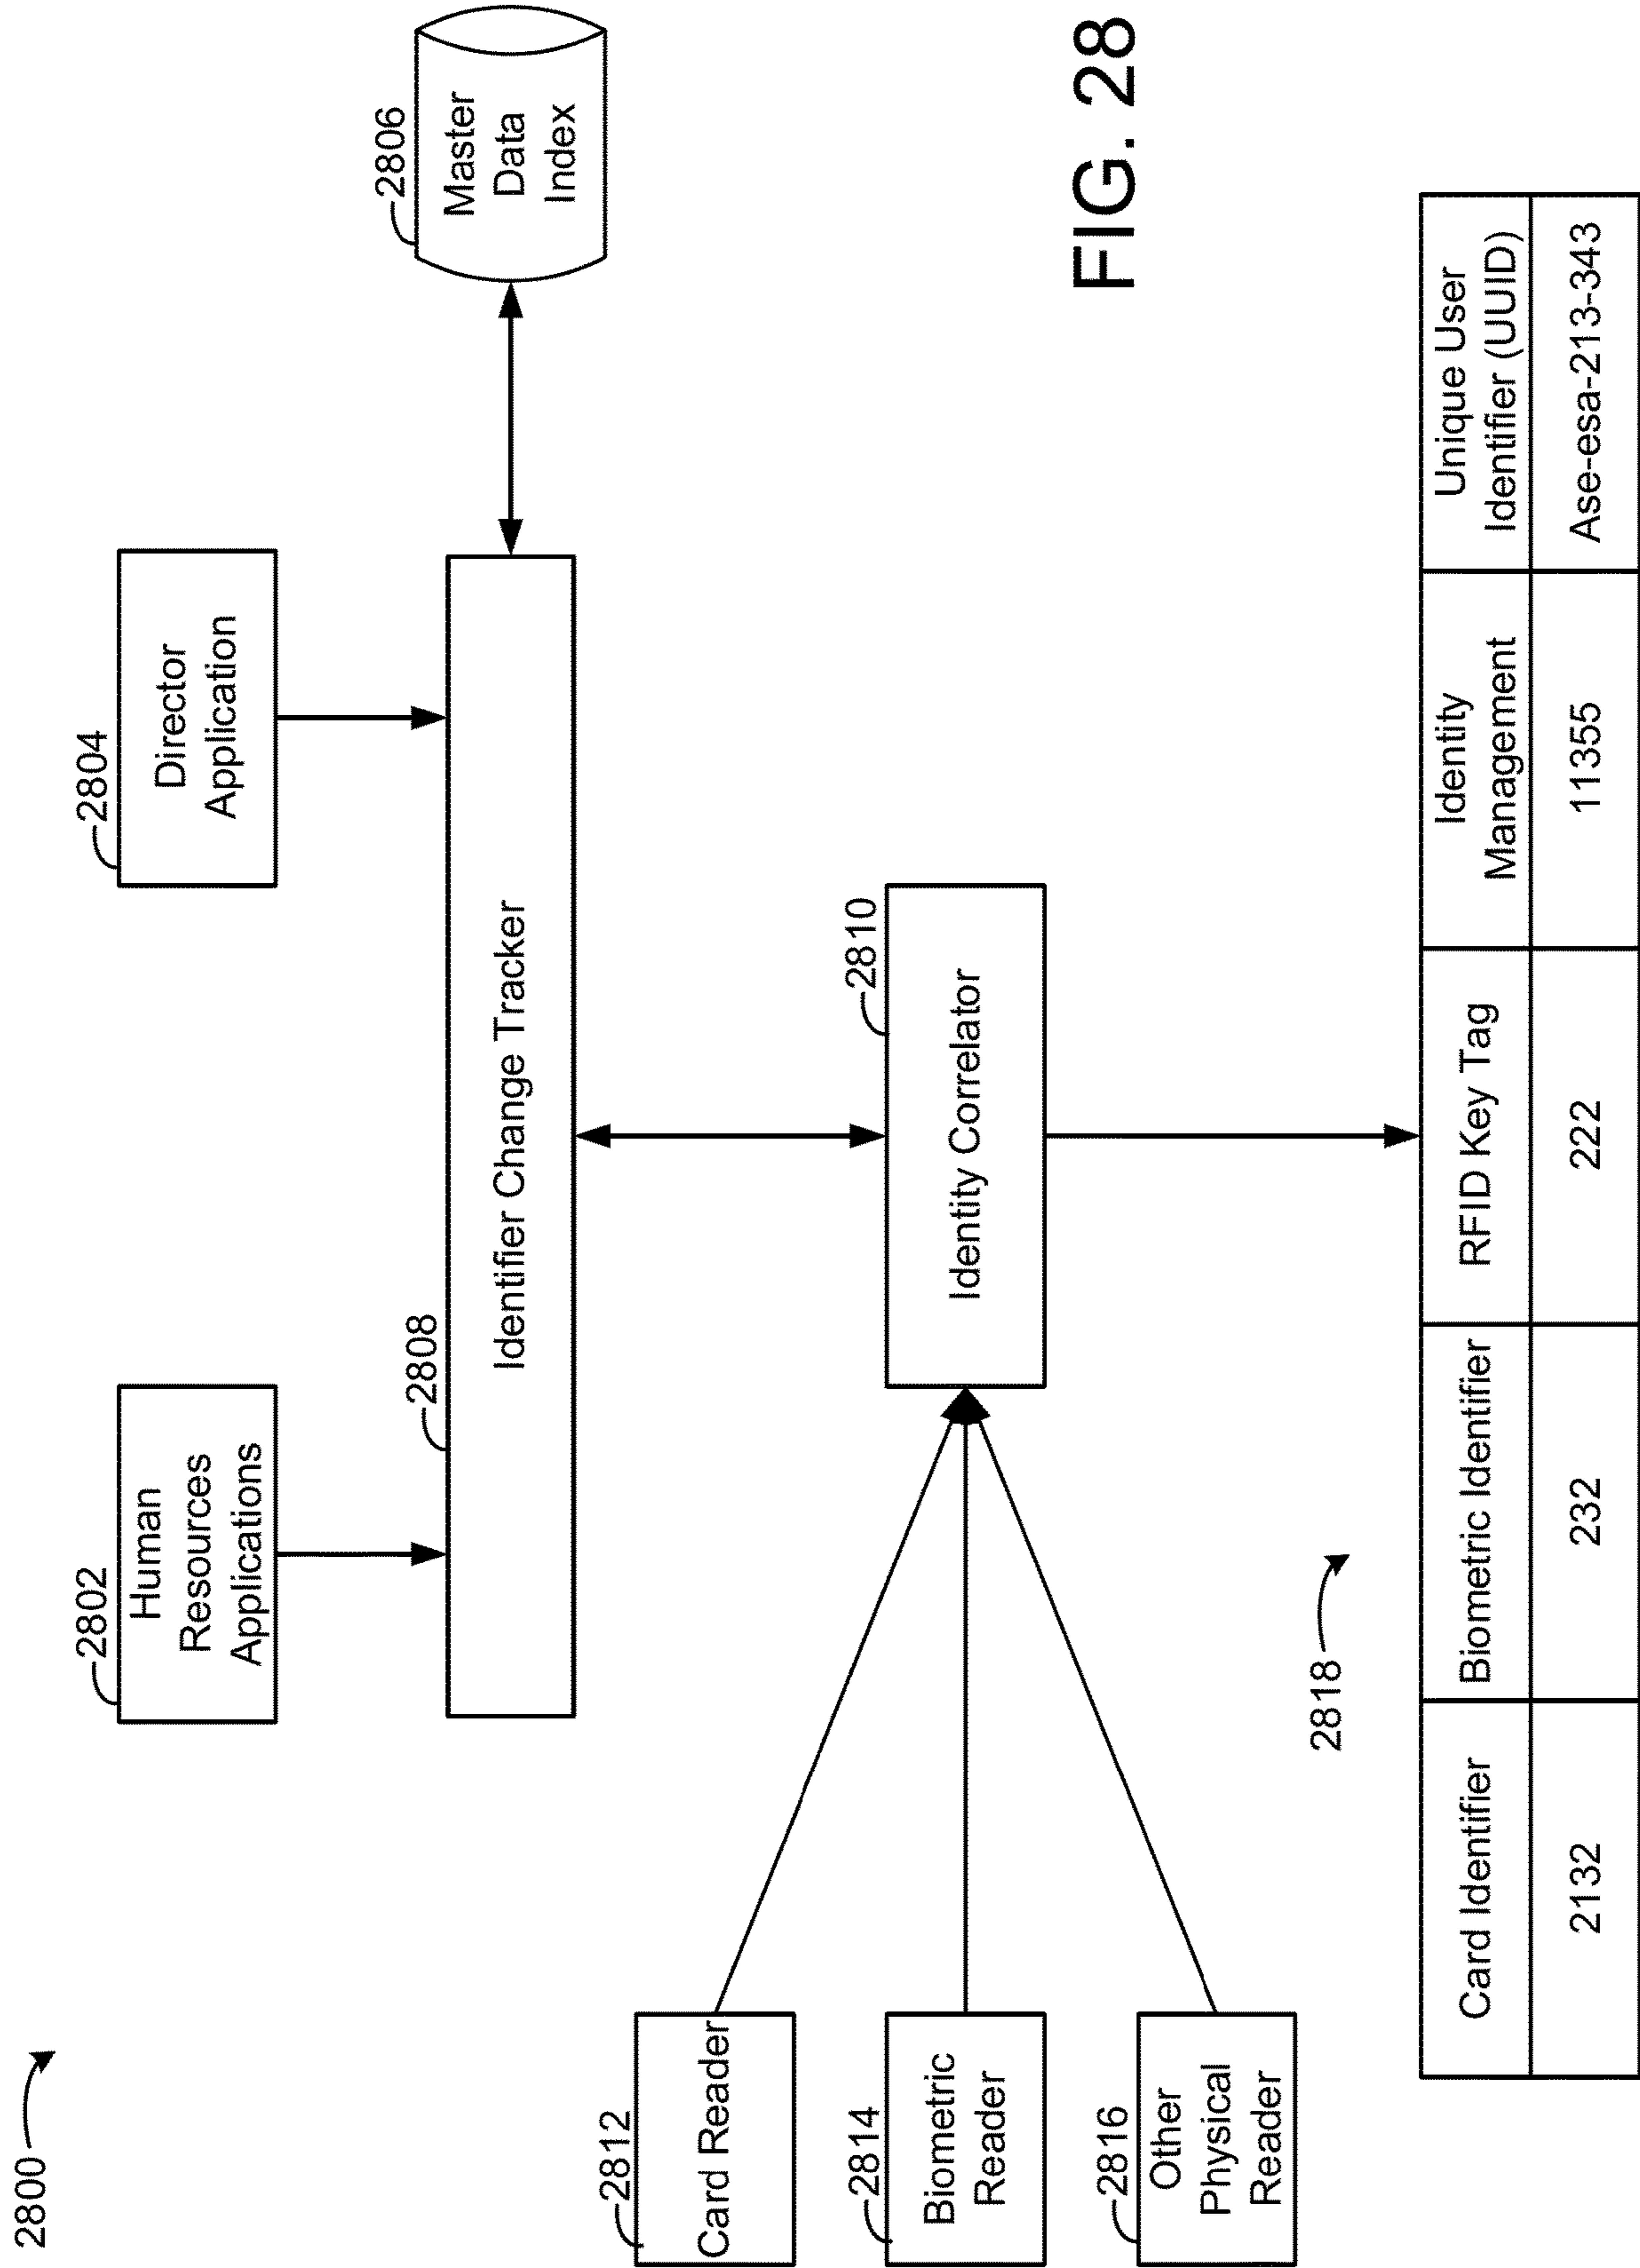 2800
2802
Human
Resources
Applications
2804
Director
Application
2808
Identifier Change Tracker
2806
Master
Data
Index
2812
Card Reader
2814
Biometric
Reader
2816
Other
Physical
Reader
2810
Identity Correlator
FIG. 28
2818
Card Identifier
Biometric Identifier
RFID Key Tag
Identity
Management
Unique User
Identifier (UUID)
2132
232
222
11355
Ase-esa-213-343